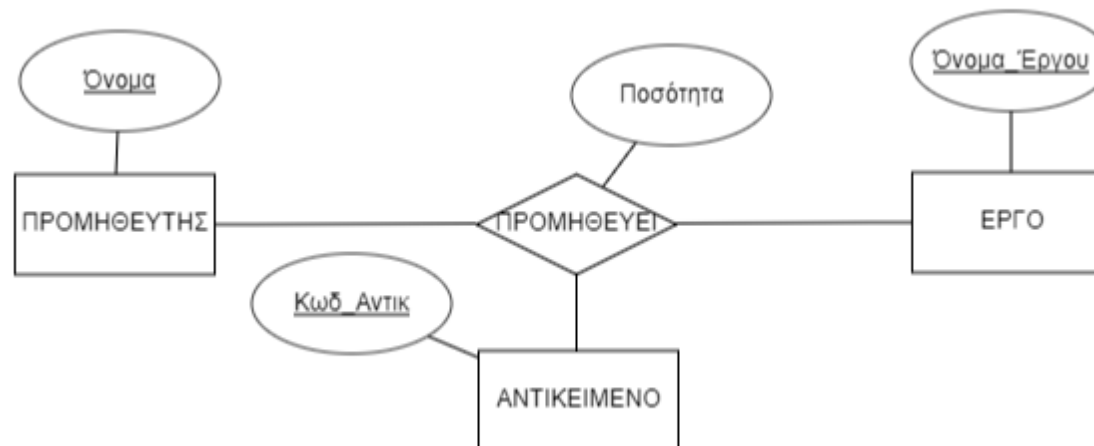 Όνομα
Ποσότητα
Όνομα_Έργου
ΠΡΟΜΗΘΕΥΤΗΣ
ΠΡΟΜΗΘΕΥΕΙ
ΕΡΓΟ
Κωδ_Αντικ
ΑΝΤΙΚΕΙΜΕΝΟ